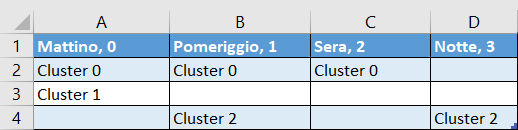 A B C D
1 Mattino, 0 Pomeriggio, 1 Sera, 2 Notte, 3
2 Cluster 0 Cluster 0 Cluster 0
3 Cluster 1
4 Cluster 2 Cluster 2